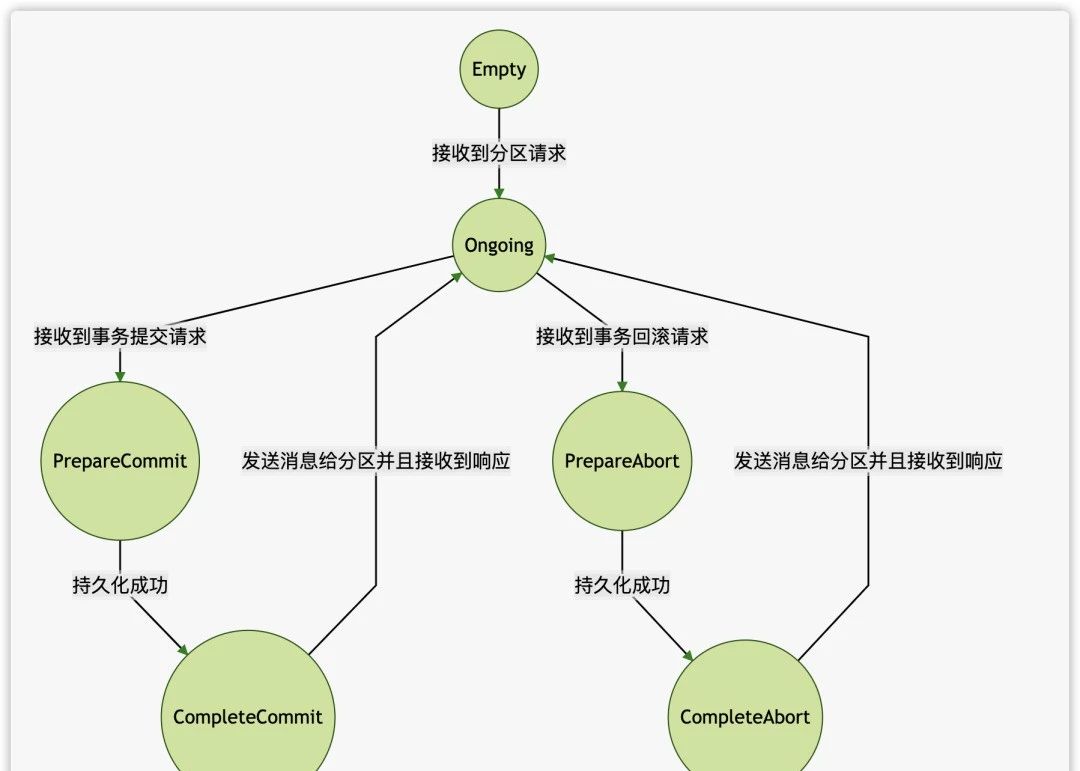 Empty
接收到分区请求
Ongoing
接收到事务提交请求
接收到事务回滚请求
PrepareCommit
发送消息给分区并且接收到响应
PrepareAbort
发送消息给分区并且接收到响应
持久化成功
持久化成功
CompleteCommit
CompleteAbort